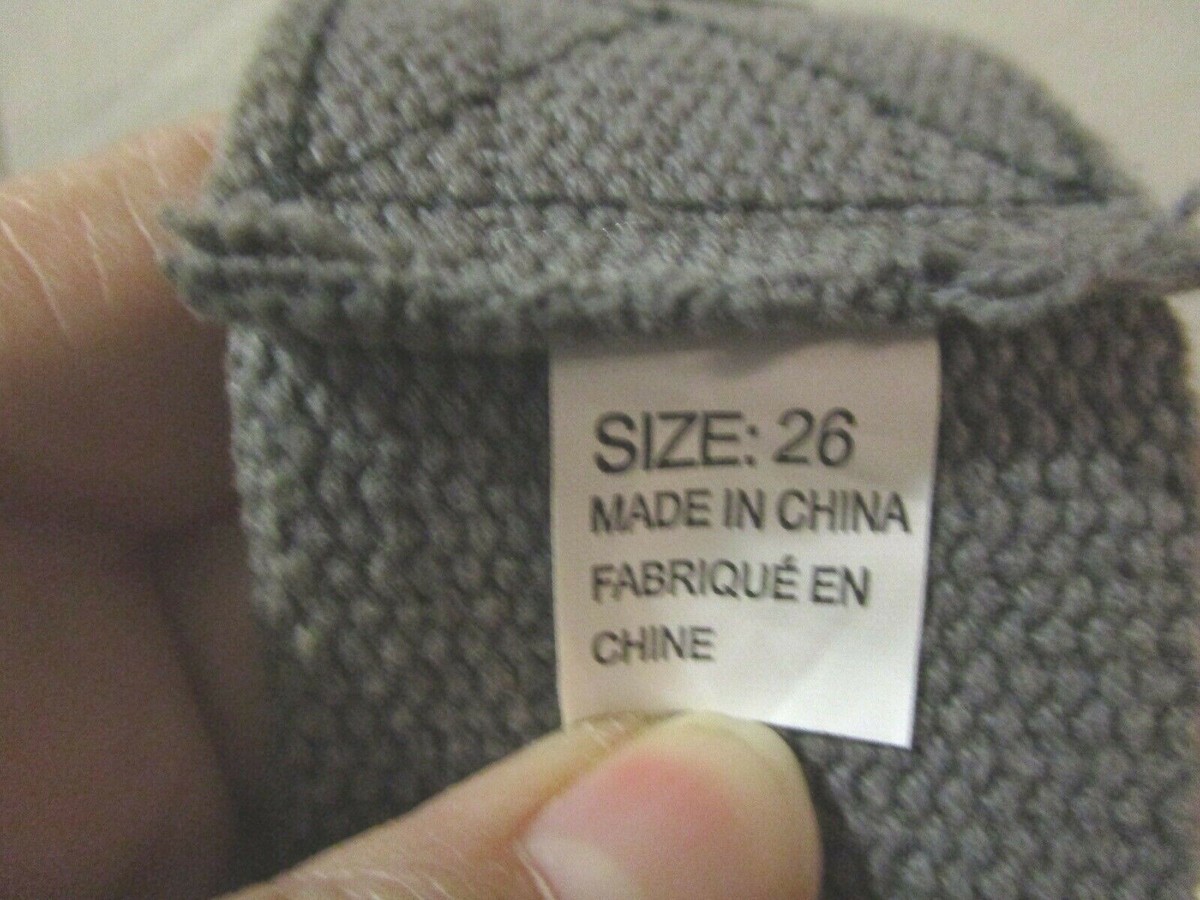 SIZE: 26
MADE IN CHINA
FABRIQUÉ EN
CHINE